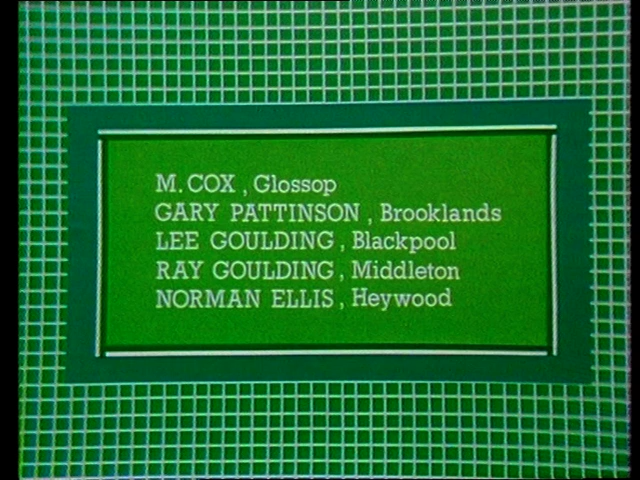 M. COX , Glossop
GARY PATTINSON , Brooklands
LEE GOULDING , Blackpool
RAY GOULDING , Middleton
NORMAN ELLIS , Heywood